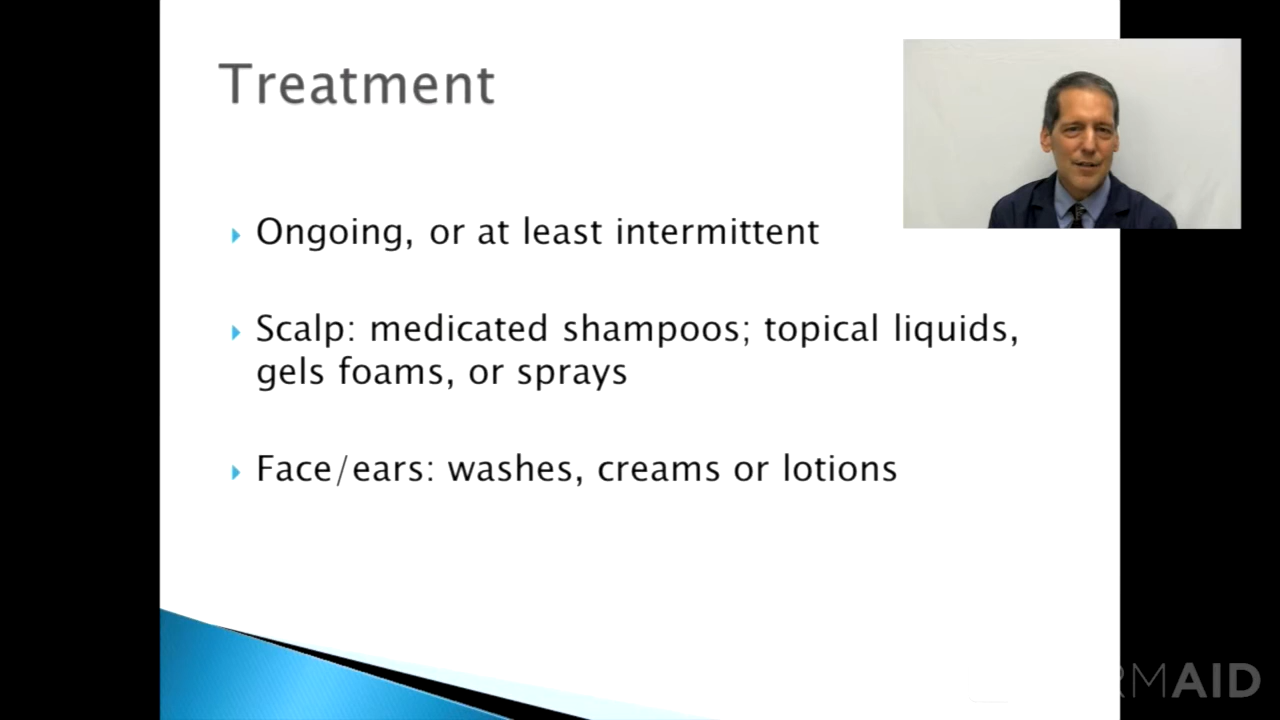 Treatment
Ongoing, or at least intermittent
Scalp: medicated shampoos; topical liquids,
gels foams, or sprays
Face/ears: washes, creams or lotions
RMAID